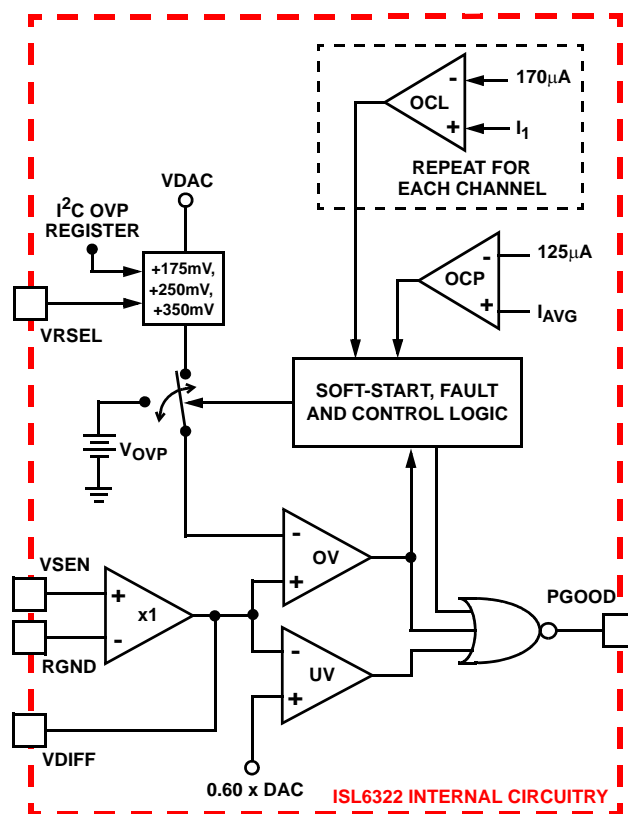 170µA
-
OCL
+
I1
REPEAT FOR
EACH CHANNEL
VDAC
I²C OVP
REGISTER
+175mV,
+250mV,
+350mV
VRSEL
-
125µA
OCP
+
IAVG
SOFT-START, FAULT
AND CONTROL LOGIC
VOVP
-
OV
+
VSEN
+
x1
-
RGND
PGOOD
-
UV
+
VDIFF
0.60 x DAC
ISL6322 INTERNAL CIRCUITRY